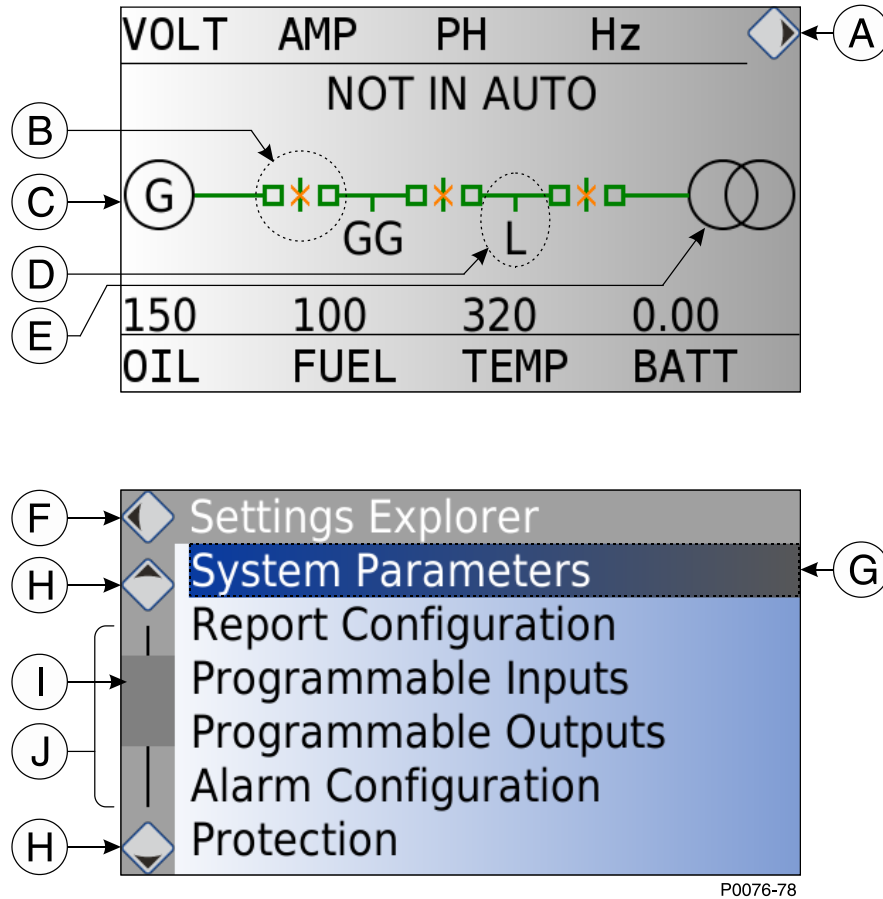 VOLT AMP PH Hz
A
NOT IN AUTO
B
C
G
GG
L
D
E
150 100 320 0.00
OIL FUEL TEMP BATT
F
Settings Explorer
H
System Parameters
G
Report Configuration
I
Programmable Inputs
J
Programmable Outputs
Alarm Configuration
H
Protection
P0076-78